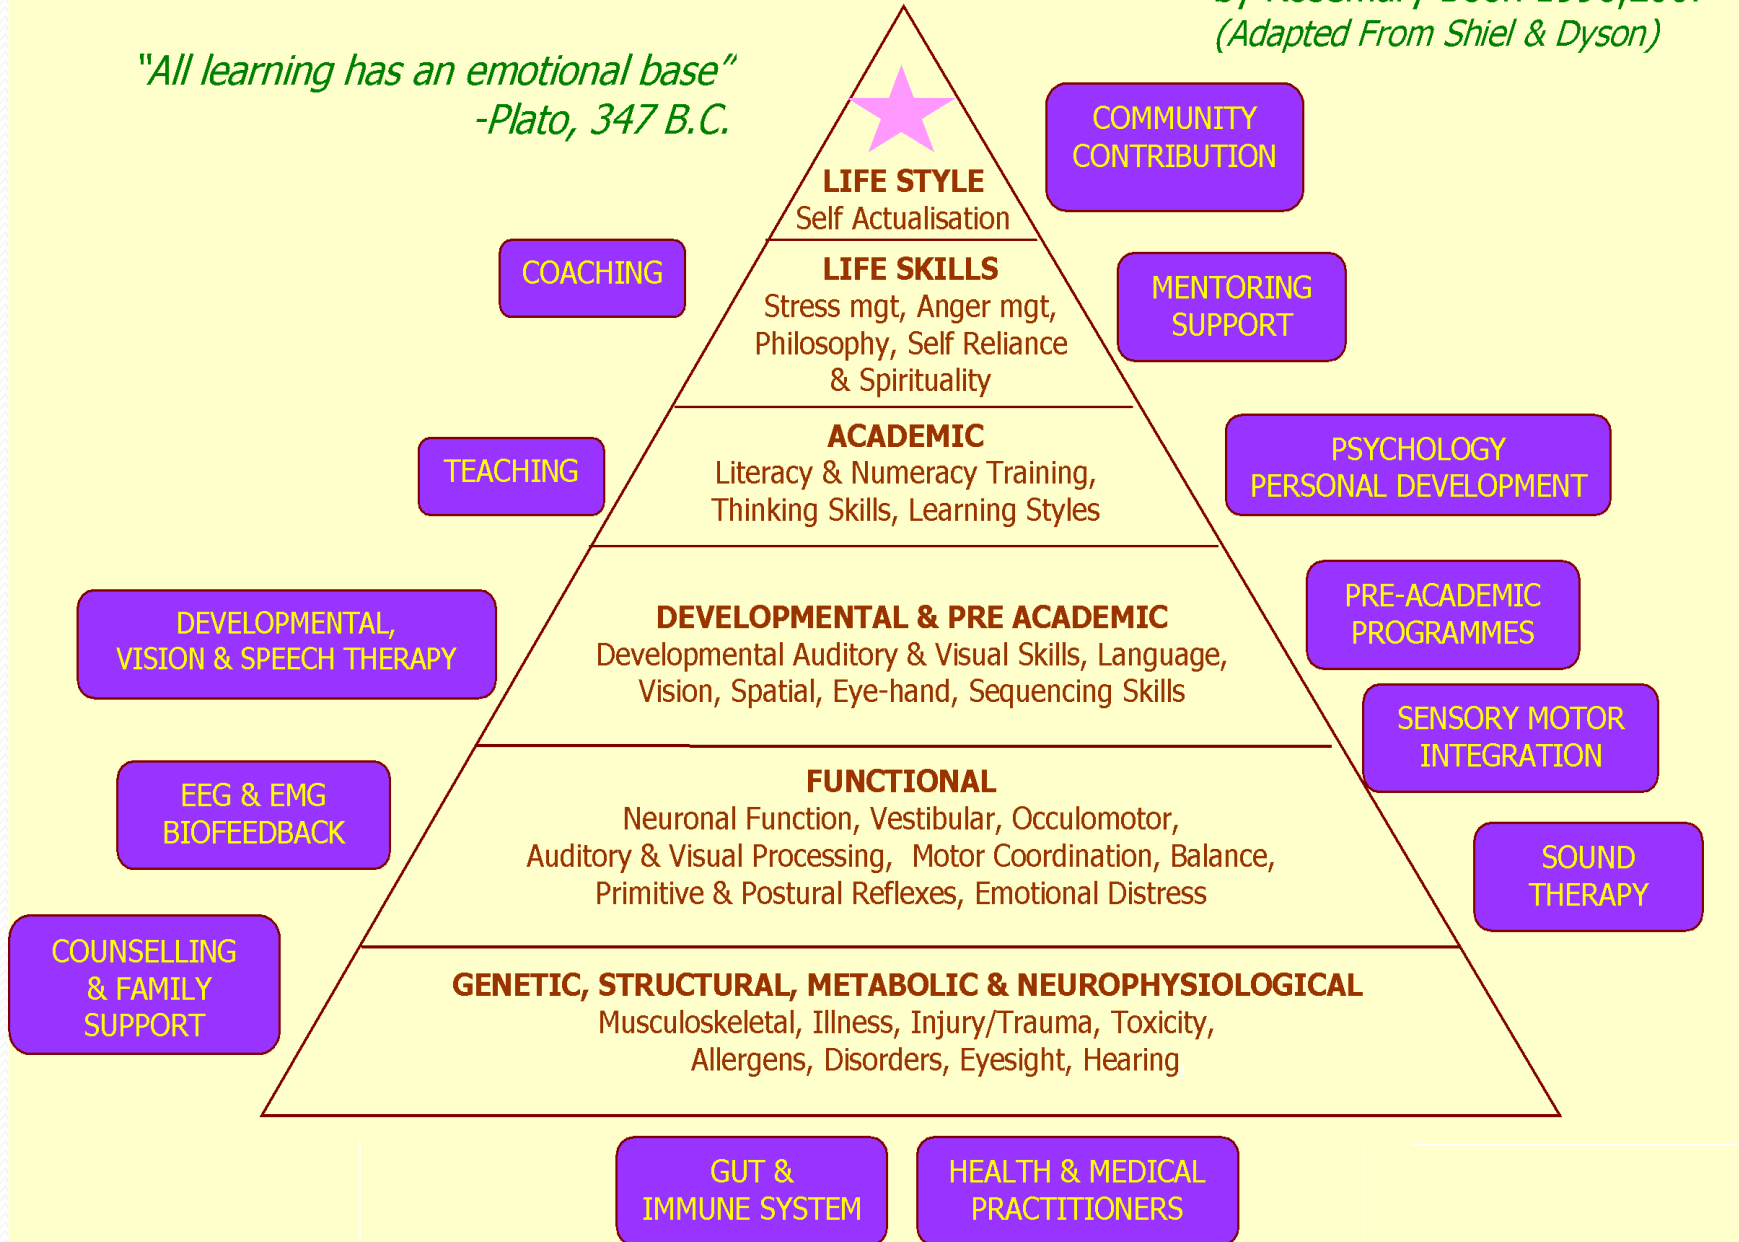 (Adapted From Shiel & Dyson)
"All learning has an emotional base"
-Plato, 347 B.C.
COMMUNITY
CONTRIBUTION
LIFE STYLE
Self Actualisation
COACHING
LIFE SKILLS
Stress mgt, Anger mgt,
Philosophy, Self Reliance
& Spirituality
MENTORING
SUPPORT
TEACHING
ACADEMIC
Literacy & Numeracy Training,
Thinking Skills, Learning Styles
PSYCHOLOGY
PERSONAL DEVELOPMENT
DEVELOPMENTAL,
VISION & SPEECH THERAPY
DEVELOPMENTAL & PRE ACADEMIC
Developmental Auditory & Visual Skills, Language,
Vision, Spatial, Eye-hand, Sequencing Skills
PRE-ACADEMIC
PROGRAMMES
SENSORY MOTOR
INTEGRATION
EEG & EMG
BIOFEEDBACK
FUNCTIONAL
Neuronal Function, Vestibular, Occulomotor,
Auditory & Visual Processing, Motor Coordination, Balance,
Primitive & Postural Reflexes, Emotional Distress
SOUND
THERAPY
COUNSELLING
& FAMILY
SUPPORT
GENETIC, STRUCTURAL, METABOLIC & NEUROPHYSIOLOGICAL
Musculoskeletal, Illness, Injury/Trauma, Toxicity,
Allergens, Disorders, Eyesight, Hearing
GUT &
IMMUNE SYSTEM
HEALTH & MEDICAL
PRACTITIONERS